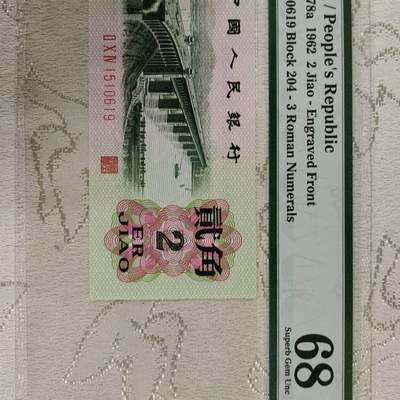 / People's Republic
78a 1962 2 Jiao - Engraved Front
0619 Block 204 - 3 Roman Numerals
68
Superb Gem Unc
中國人民銀行
ⅡⅩⅣ 1510619
貳角
2
ER
JIAO